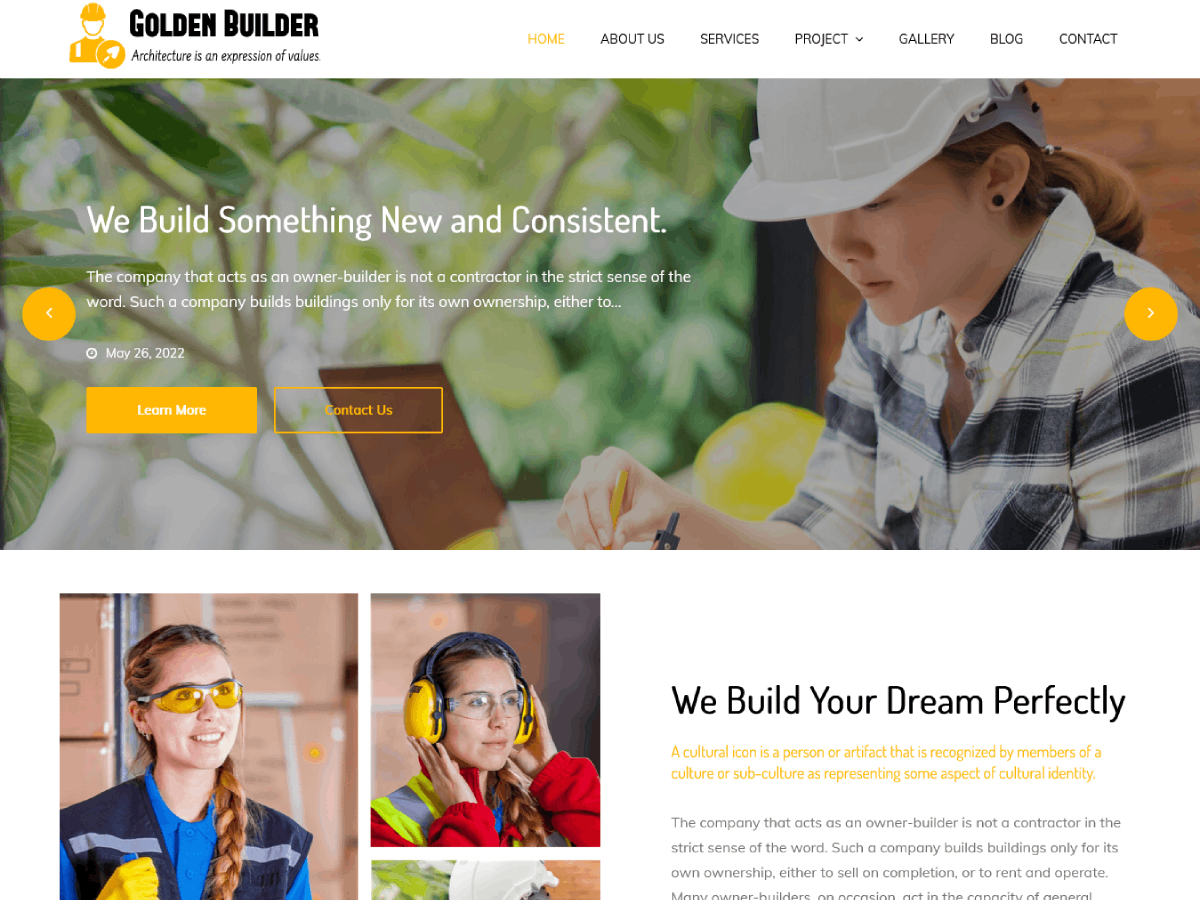 GOLDEN BUILDER
Architecture is an expression of values.
HOME ABOUT US SERVICES PROJECT GALLERY BLOG CONTACT
We Build Something New and Consistent.
The company that acts as an owner-builder is not a contractor in the strict sense of the
word. Such a company builds buildings only for its own ownership, either to...
May 26, 2022
Learn More Contact Us
We Build Your Dream Perfectly
A cultural icon is a person or artifact that is recognized by members of a
culture or sub-culture as representing some aspect of cultural identity.
The company that acts as an owner-builder is not a contractor in the
strict sense of the word. Such a company builds buildings only for its
own ownership, either to sell on completion, or to rent and operate.
Many owner-builders, on occasion, act in the capacity of general